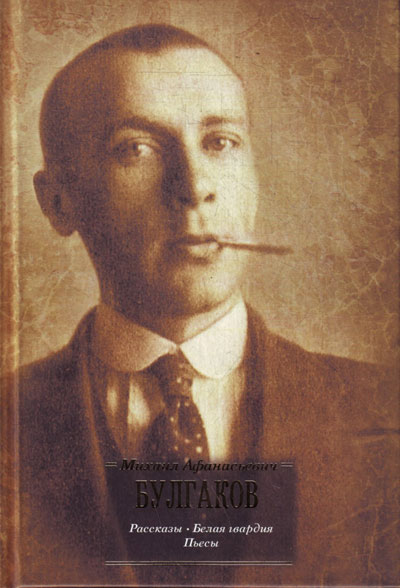 Михаил Афанасьевич
БУЛГАКОВ
Рассказы • Белая гвардия
Пьесы